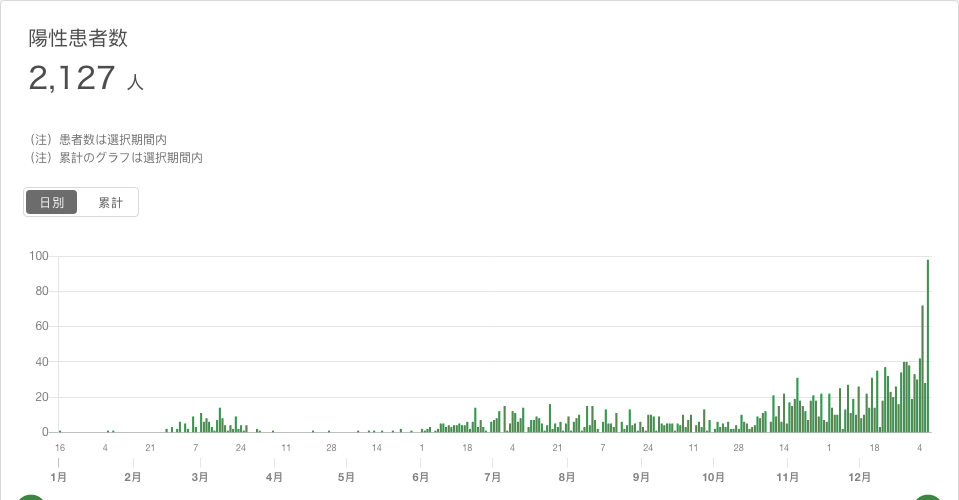 陽性患者数
2,127 人
（注）患者数は選択期間内
（注）累計のグラフは選択期間内
日別 累計
100
80
60
40
20
0
16 4 21 7 24 11 28 14 1 18 4 21 7 24 11 28 14 1 18 4
1月 2月 3月 4月 5月 6月 7月 8月 9月 10月 11月 12月